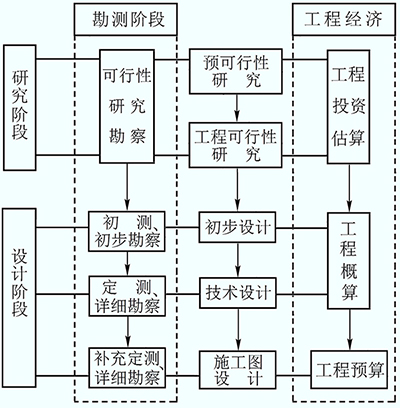 勘测阶段
工程经济
研究阶段
可行性
研究
勘察
预可行性
研究
工程
投资
估算
工程可行性
研究
设计阶段
初测、
初步勘察
初步设计
工程概算
定测、
详细勘察
技术设计
补充定测、
详细勘察
施工图
设计
工程预算